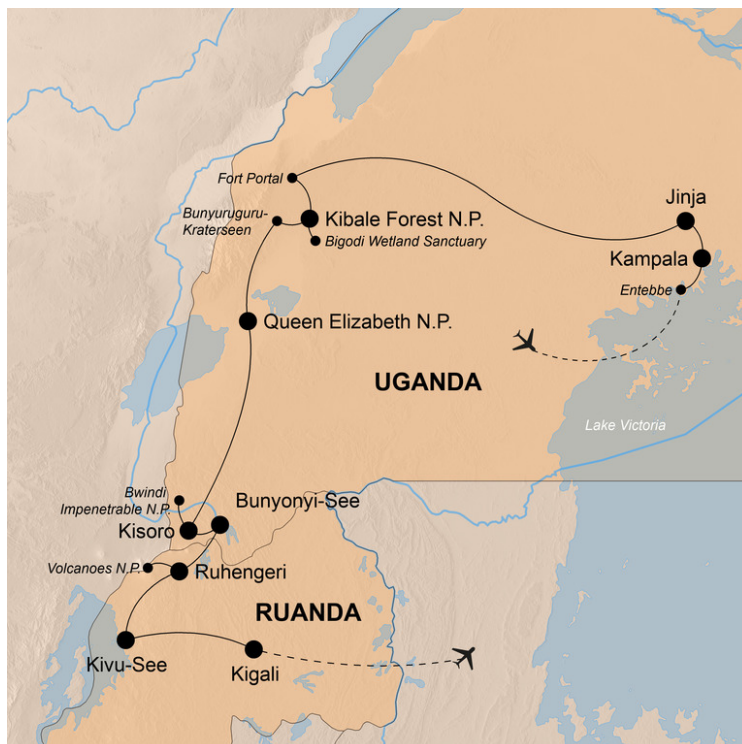 Fort Portal
Bunyuruguru-
Kraterseen
Kibale Forest N.P.
Bigodi Wetland Sanctuary
Jinja
Kampala
Entebbe
Queen Elizabeth N.P.
UGANDA
Lake Victoria
Bwindi
Impenetrable N.P.
Bunyonyi-See
Kisoro
Volcanoes N.P.
Ruhengeri
RUANDA
Kivu-See
Kigali